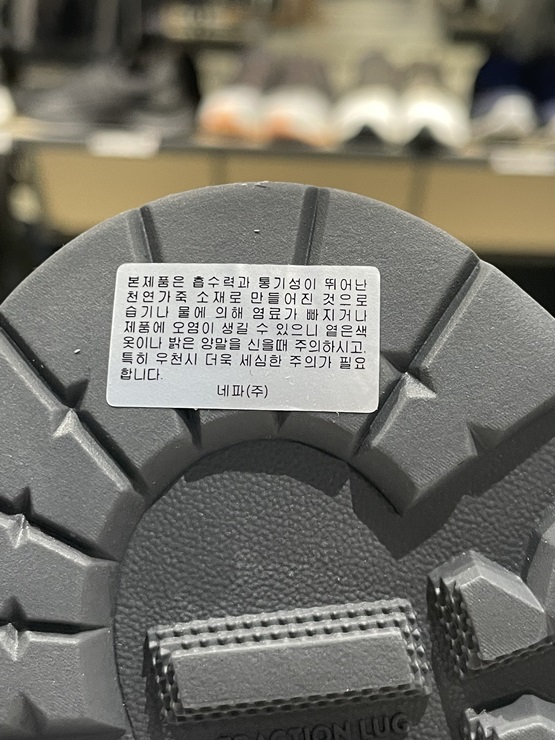 본제품은 흡수력과 통기성이 뛰어난
천연가죽 소재로 만들어진 것으로
습기나 물에 의해 염료가 빠지거나
제품에 오염이 생길 수 있으니 옅은색
옷이나 밝은 양말을 신을때 주의하시고,
특히 우천시 더욱 세심한 주의가 필요
합니다.
네파(주)
TRACTION LUG